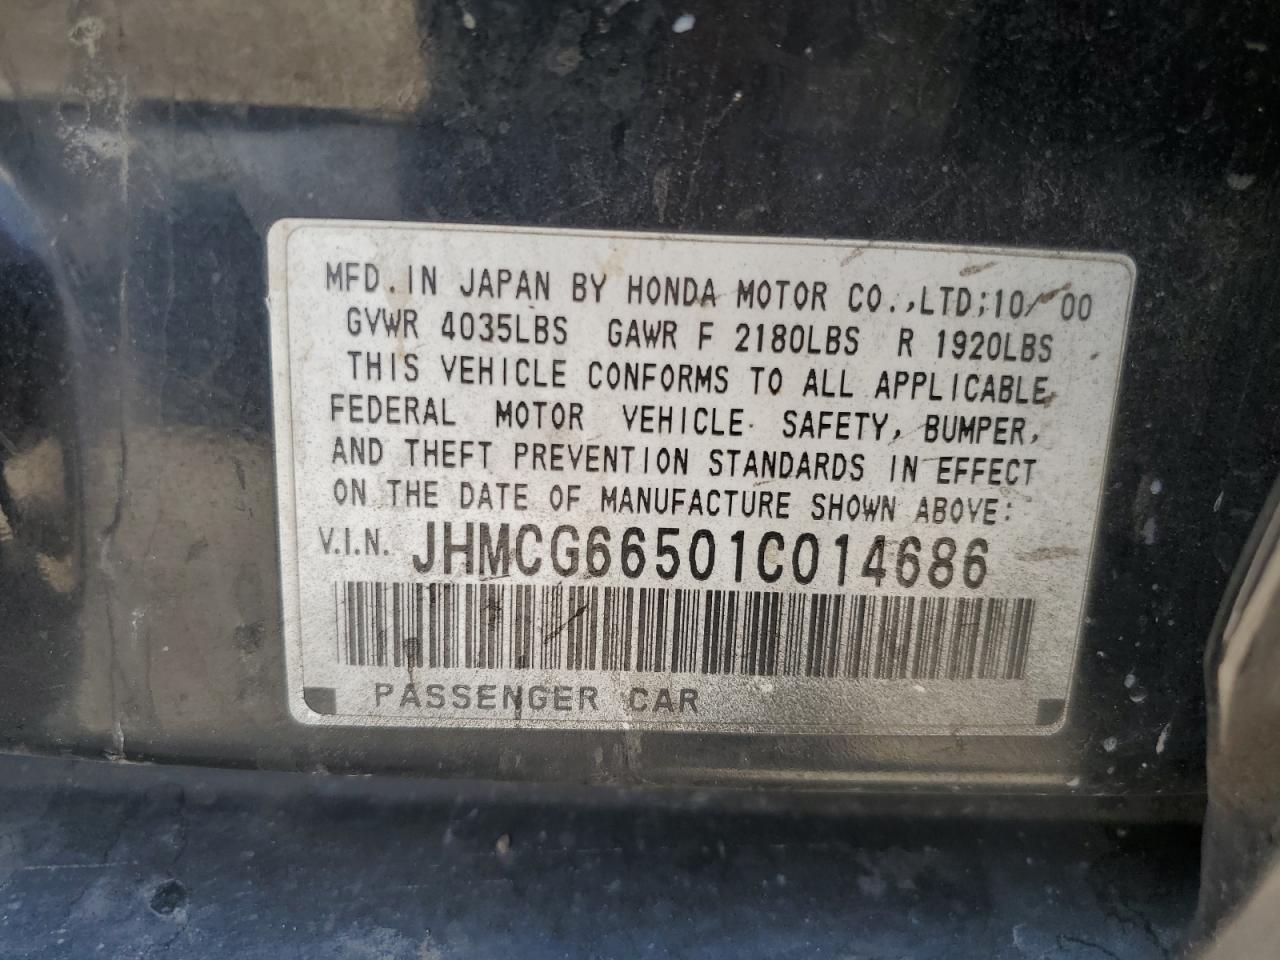 MFD. IN JAPAN BY HONDA MOTOR CO.,LTD;10/ 00
GVWR 4035LBS GAWR F 2180LBS R 1920LBS
THIS VEHICLE CONFORMS TO ALL APPLICABLE
FEDERAL MOTOR VEHICLE SAFETY, BUMPER,
AND THEFT PREVENTION STANDARDS IN EFFECT
ON THE DATE OF MANUFACTURE SHOWN ABOVE:
V.I.N. JHMCG66501C014686
PASSENGER CAR